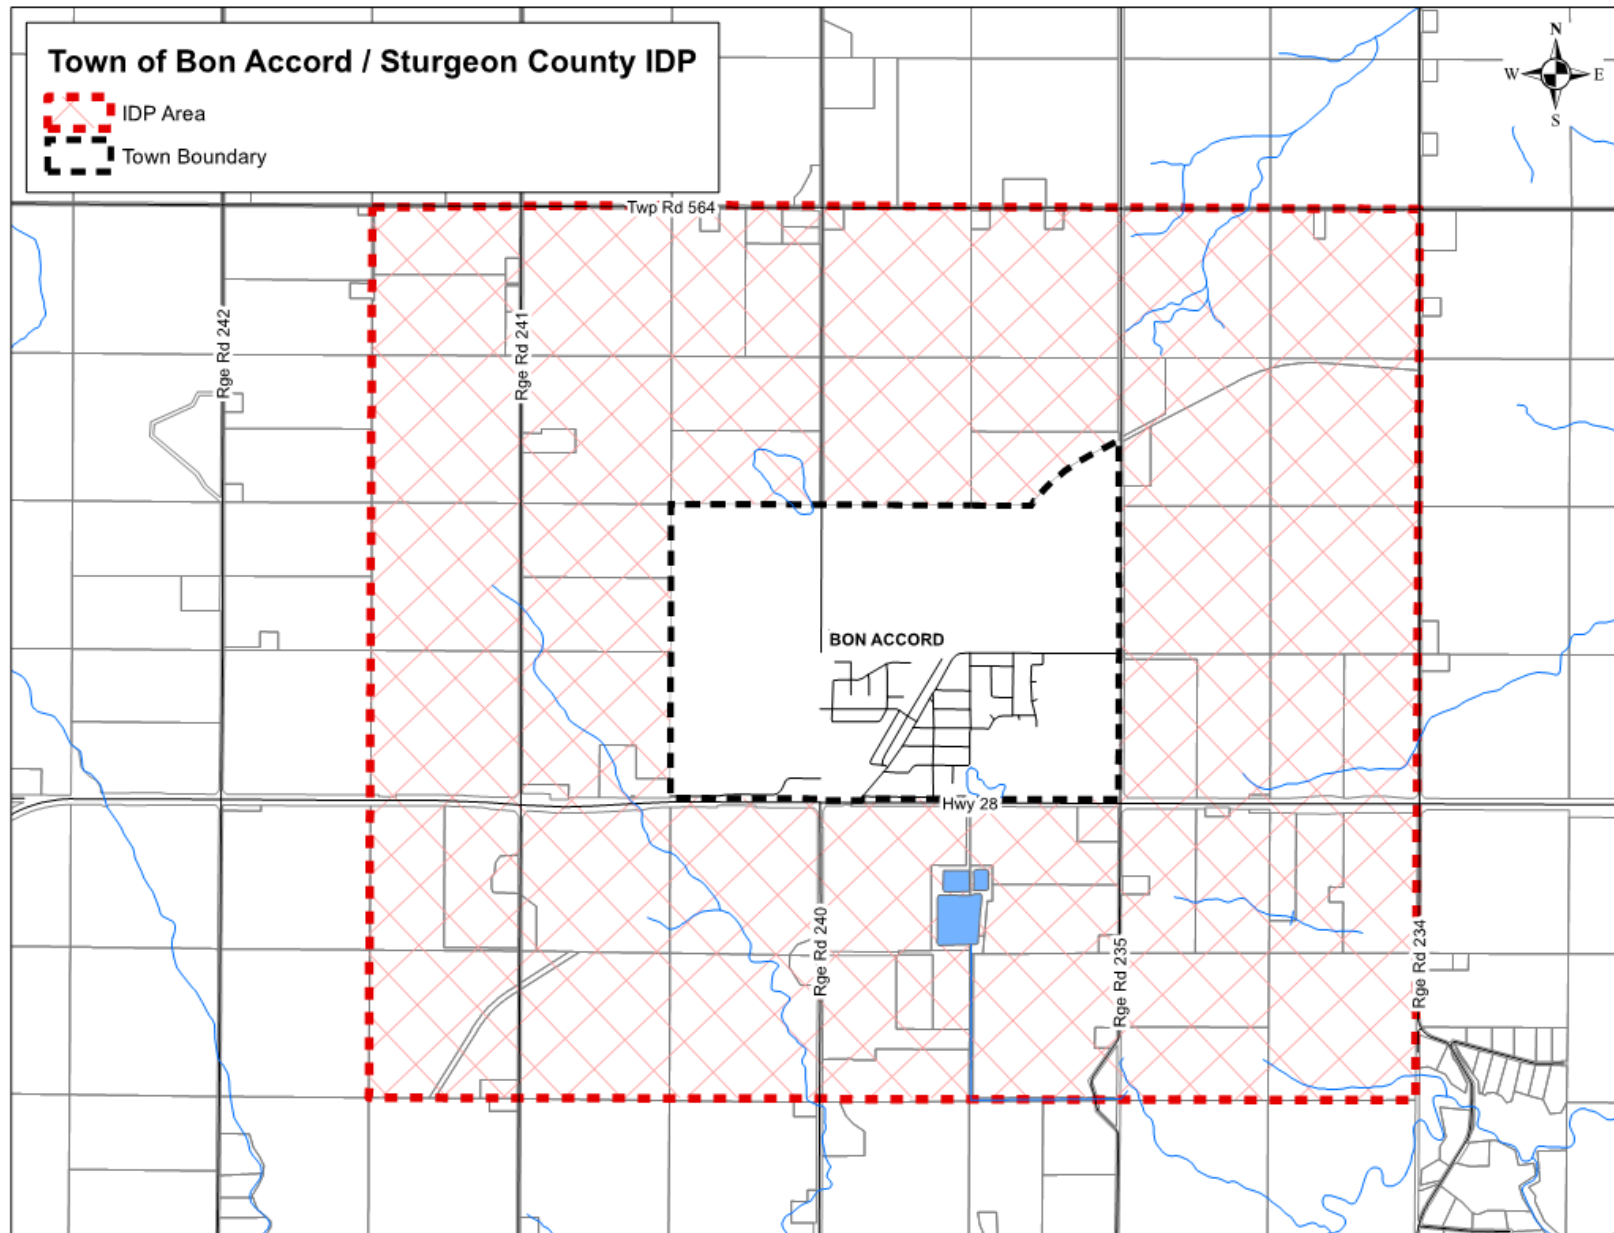 Town of Bon Accord / Sturgeon County IDP
IDP Area
Town Boundary
N
W
E
S
Twp Rd 564
Rge Rd 242
Rge Rd 241
BON ACCORD
Hwy 28
Rge Rd 240
Rge Rd 235
Rge Rd 234